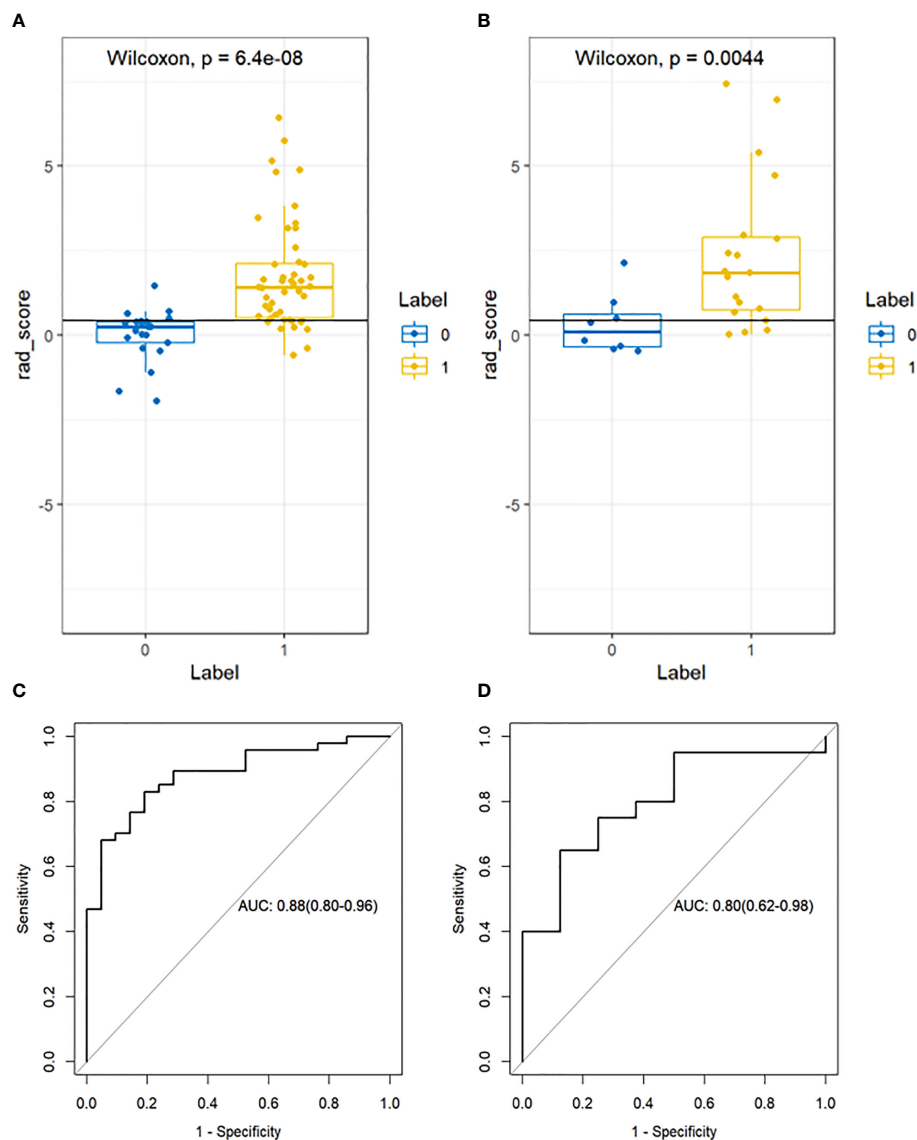 A
B
Wilcoxon, p = 6.4e-08
Wilcoxon, p = 0.0044
5
0
-5
rad_score
0
1
Label
Label
0
1
5
0
-5
rad_score
0
1
Label
Label
0
1
C
D
1.0
0.8
0.6
0.4
0.2
0.0
Sensitivity
AUC: 0.88(0.80-0.96)
0.0
0.2
0.4
0.6
0.8
1.0
1 - Specificity
1.0
0.8
0.6
0.4
0.2
0.0
Sensitivity
AUC: 0.80(0.62-0.98)
0.0
0.2
0.4
0.6
0.8
1.0
1 - Specificity